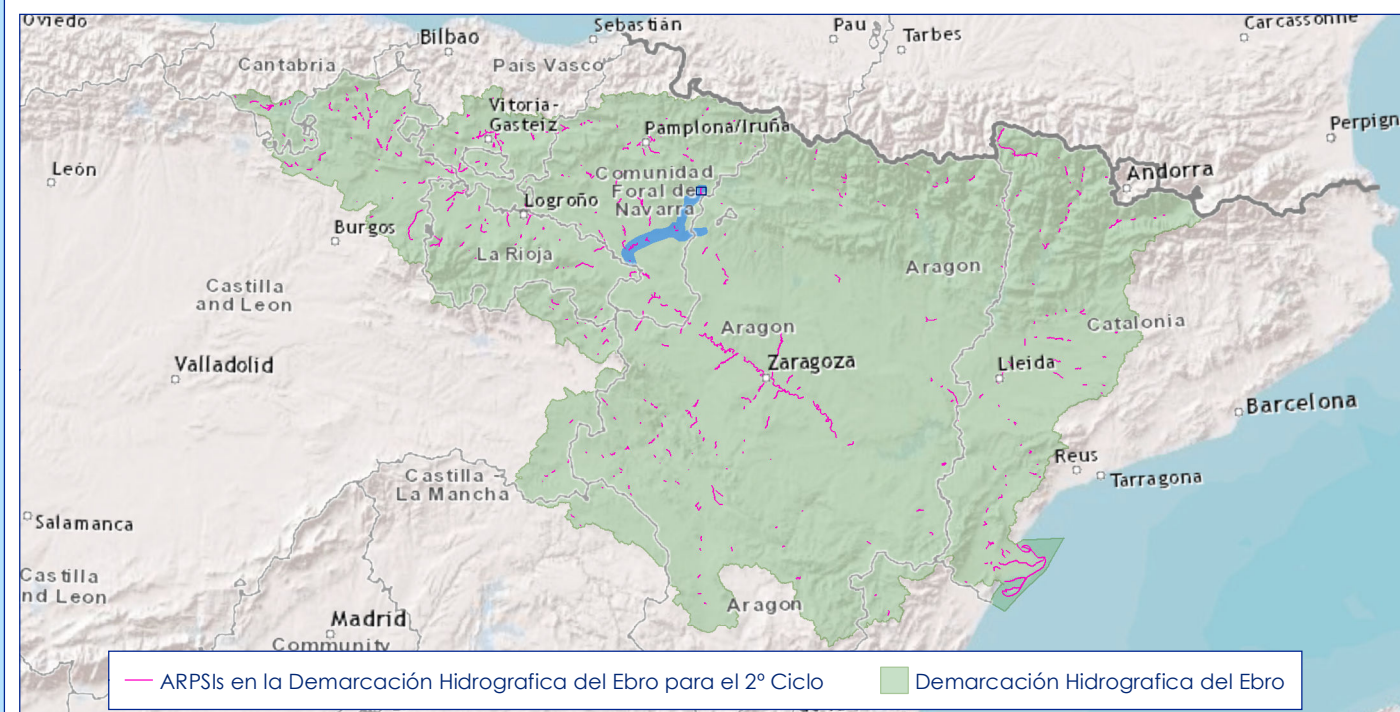 Oviedo
Sebastián
Pau
Carcassonne
Bilbao
Tarbes
Cantabria
País Vasco
Vitoria-
Gasteiz
Pamplona/Iruña
Perpign
León
Comunidad
Foral de
Navarra
Andorra
Logroño
Burgos
La Rioja
Aragon
Castilla
and Leon
Aragon
Catalonia
Valladolid
Zaragoza
Lleida
Barcelona
Reus
Castilla
La Mancha
Tarragona
Salamanca
Castilla
nd Leon
Aragon
Madrid
Community
ARPSIs en la Demarcación Hidrografica del Ebro para el 2º Ciclo
Demarcación Hidrografica del Ebro